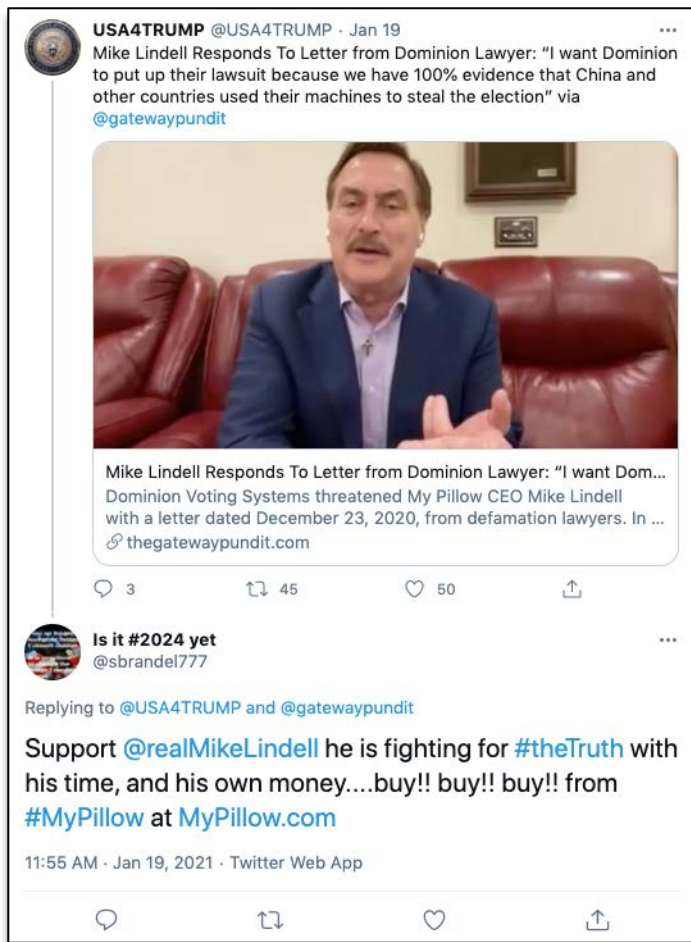 USA4TRUMP @USA4TRUMP · Jan 19
Mike Lindell Responds To Letter from Dominion Lawyer: “I want Dominion
to put up their lawsuit because we have 100% evidence that China and
other countries used their machines to steal the election” via
@gatewaypundit
Mike Lindell Responds To Letter from Dominion Lawyer: “I want Dom...
Dominion Voting Systems threatened My Pillow CEO Mike Lindell
with a letter dated December 23, 2020, from defamation lawyers. In ...
thegatewaypundit.com
3 45 50
Is it #2024 yet
@sbrandel777
Replying to @USA4TRUMP and @gatewaypundit
Support @realMikeLindell he is fighting for #theTruth with
his time, and his own money....buy!! buy!! buy!! from
#MyPillow at MyPillow.com
11:55 AM · Jan 19, 2021 · Twitter Web App